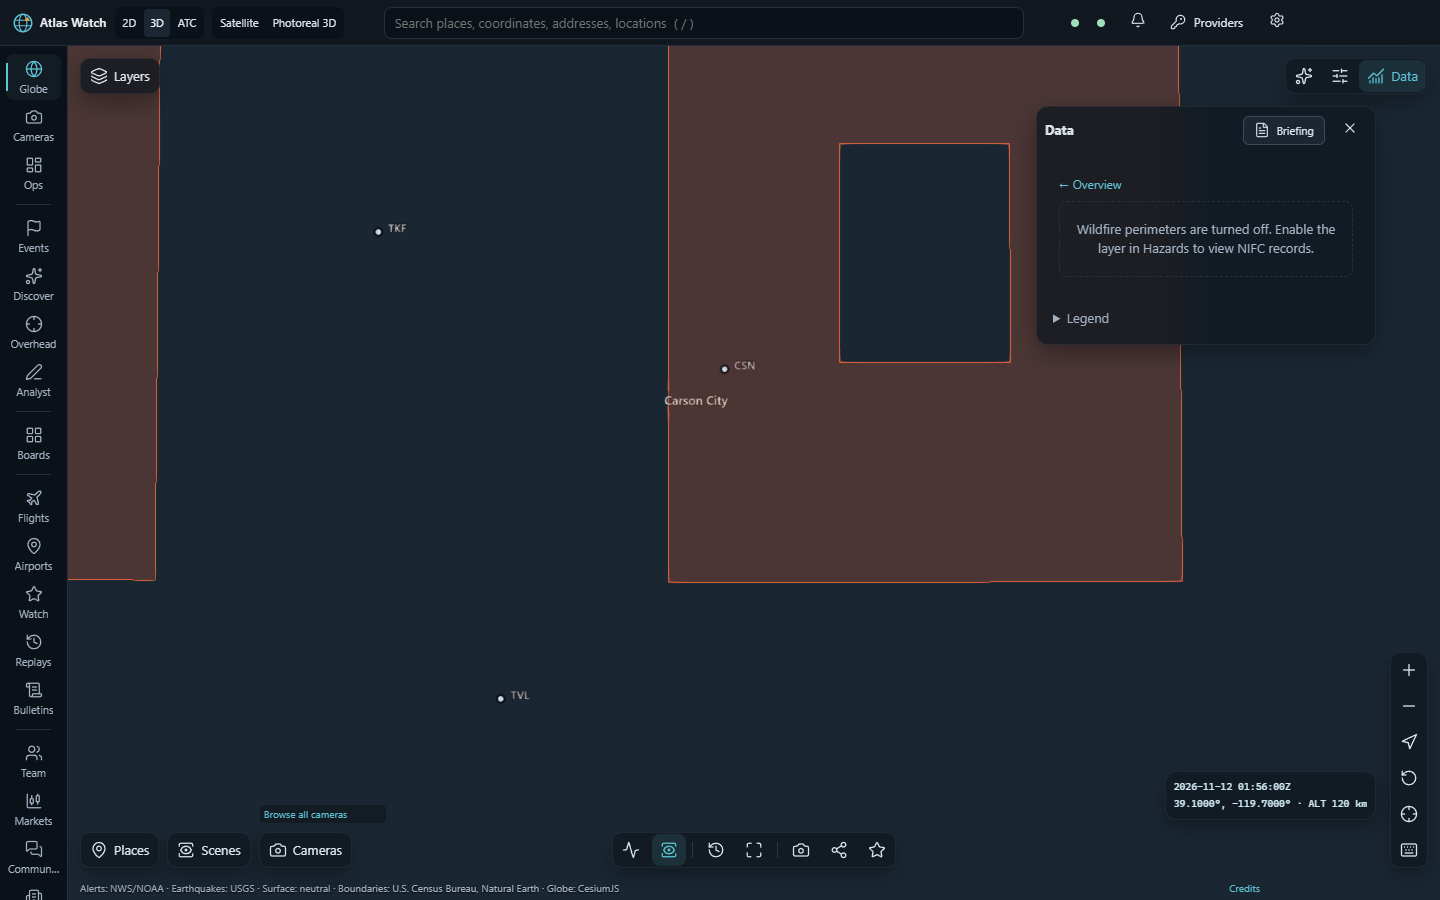 Atlas Watch
2D 3D ATC
Satellite Photoreal 3D
Search places, coordinates, addresses, locations ( / )
Providers
Globe
Cameras
Ops
Events
Discover
Overhead
Analyst
Boards
Flights
Airports
Watch
Replays
Bulletins
Team
Markets
Commun...
Layers
Data
Data
Briefing
← Overview
Wildfire perimeters are turned off. Enable the
layer in Hazards to view NIFC records.
Legend
TKF
CSN
Carson City
TVL
2026-11-12 01:56:00Z
39.1000°, -119.7000° · ALT 120 km
Browse all cameras
Places
Scenes
Cameras
Alerts: NWS/NOAA · Earthquakes: USGS · Surface: neutral · Boundaries: U.S. Census Bureau, Natural Earth · Globe: CesiumJS
Credits